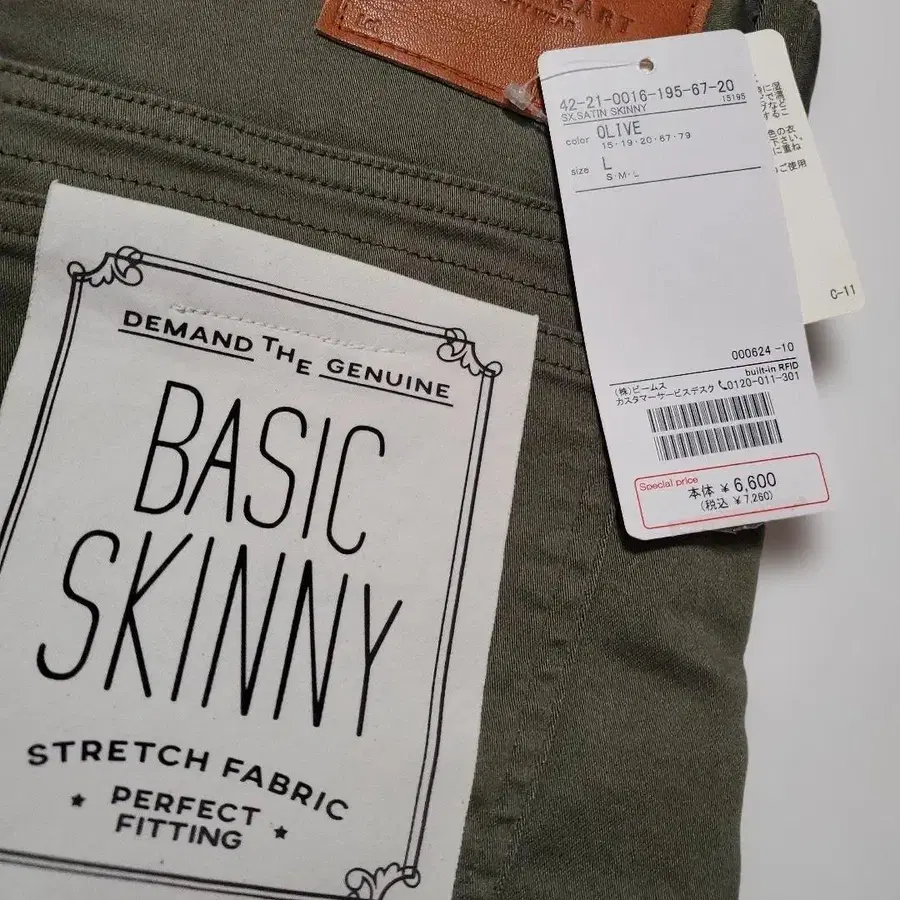 42-21-0016-195-67-20
SX.SATIN SKINNY 15195
color OLIVE
15・19・20・67・79
size L
S・M・L
000624 -10
built-in RFID
(株)ビームス
カスタマーサービスデスク 0120-011-301
Special price
本体 ¥6,600
(税込 ¥7,260)
C-11
ご使用
DEMAND THE GENUINE
BASIC
SKINNY
STRETCH FABRIC
★ PERFECT ★
FITTING